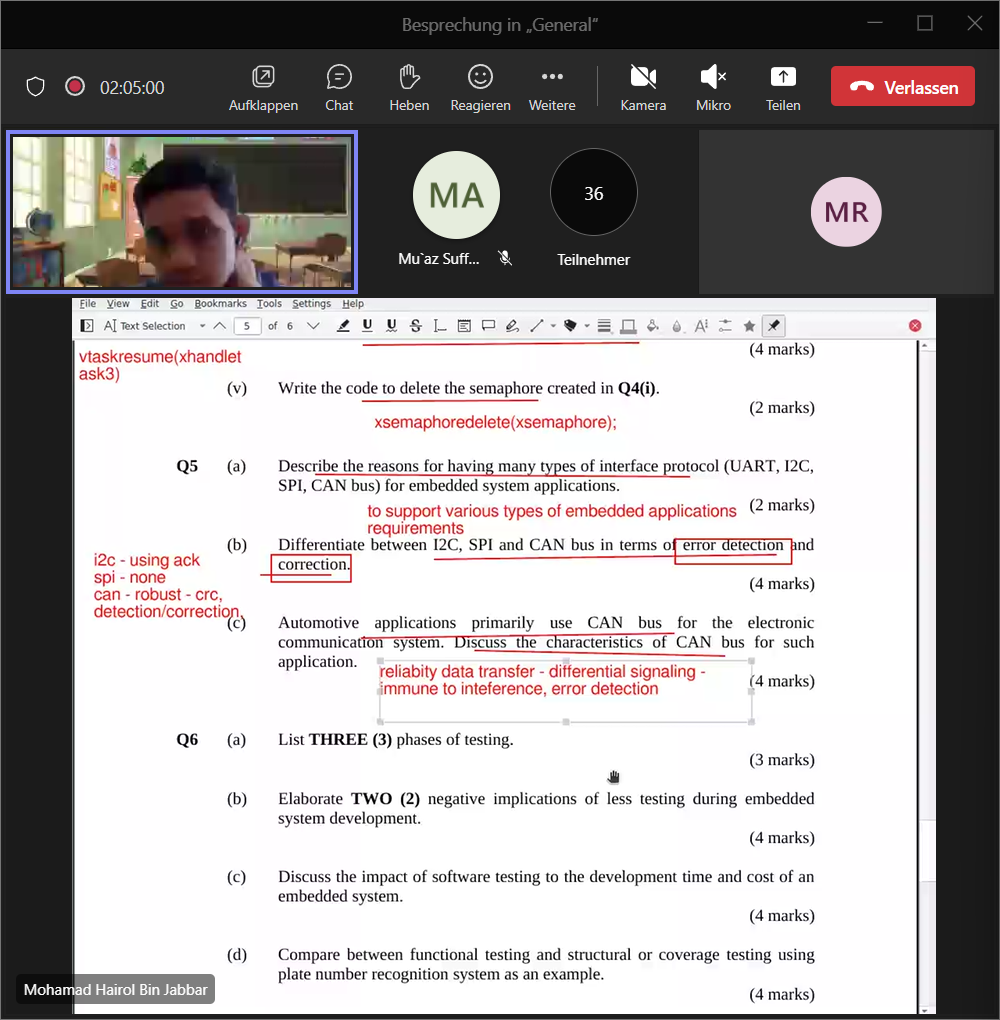 Besprechung in „General“
02:05:00
Aufklappen
Chat
Heben
Reagieren
Weitere
Kamera
Mikro
Teilen
Verlassen
MA
Mu`az Suff...
36
Teilnehmer
MR
File View Edit Go Bookmarks Tools Settings Help
Text Selection 5 of 6
vtaskresume(xhandlet
ask3)
(4 marks)
(v) Write the code to delete the semaphore created in Q4(i).
(2 marks)
xsemaphoredelete(xsemaphore);
Q5 (a) Describe the reasons for having many types of interface protocol (UART, I2C,
SPI, CAN bus) for embedded system applications.
(2 marks)
to support various types of embedded applications
requirements
(b) Differentiate between I2C, SPI and CAN bus in terms of error detection and
correction.
(4 marks)
i2c - using ack
spi - none
can - robust - crc,
detection/correction,
(c) Automotive applications primarily use CAN bus for the electronic
communication system. Discuss the characteristics of CAN bus for such
application.
(4 marks)
reliabity data transfer - differential signaling -
immune to inteference, error detection
Q6 (a) List THREE (3) phases of testing.
(3 marks)
(b) Elaborate TWO (2) negative implications of less testing during embedded
system development.
(4 marks)
(c) Discuss the impact of software testing to the development time and cost of an
embedded system.
(4 marks)
(d) Compare between functional testing and structural or coverage testing using
plate number recognition system as an example.
(4 marks)
Mohamad Hairol Bin Jabbar